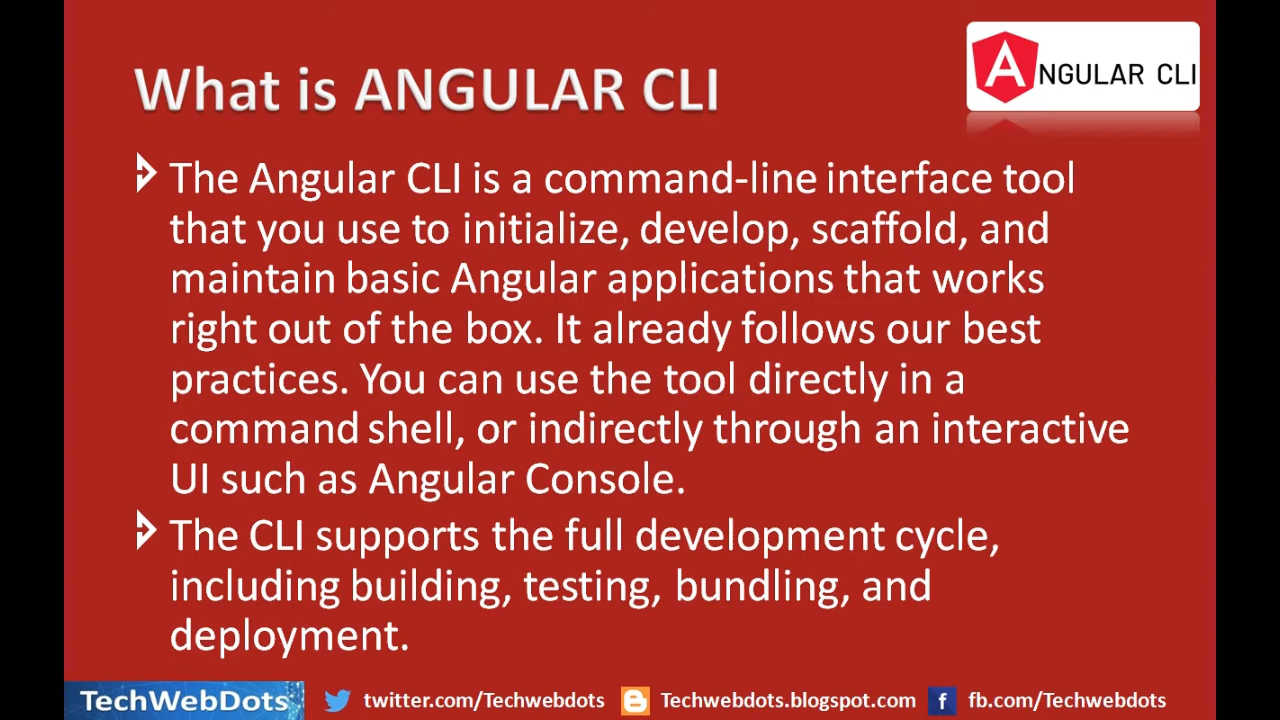 What is ANGULAR CLI
ANGULAR CLI
The Angular CLI is a command-line interface tool
that you use to initialize, develop, scaffold, and
maintain basic Angular applications that works
right out of the box. It already follows our best
practices. You can use the tool directly in a
command shell, or indirectly through an interactive
UI such as Angular Console.
The CLI supports the full development cycle,
including building, testing, bundling, and
deployment.
TechWebDots twitter.com/Techwebdots Techwebdots.blogspot.com fb.com/Techwebdots